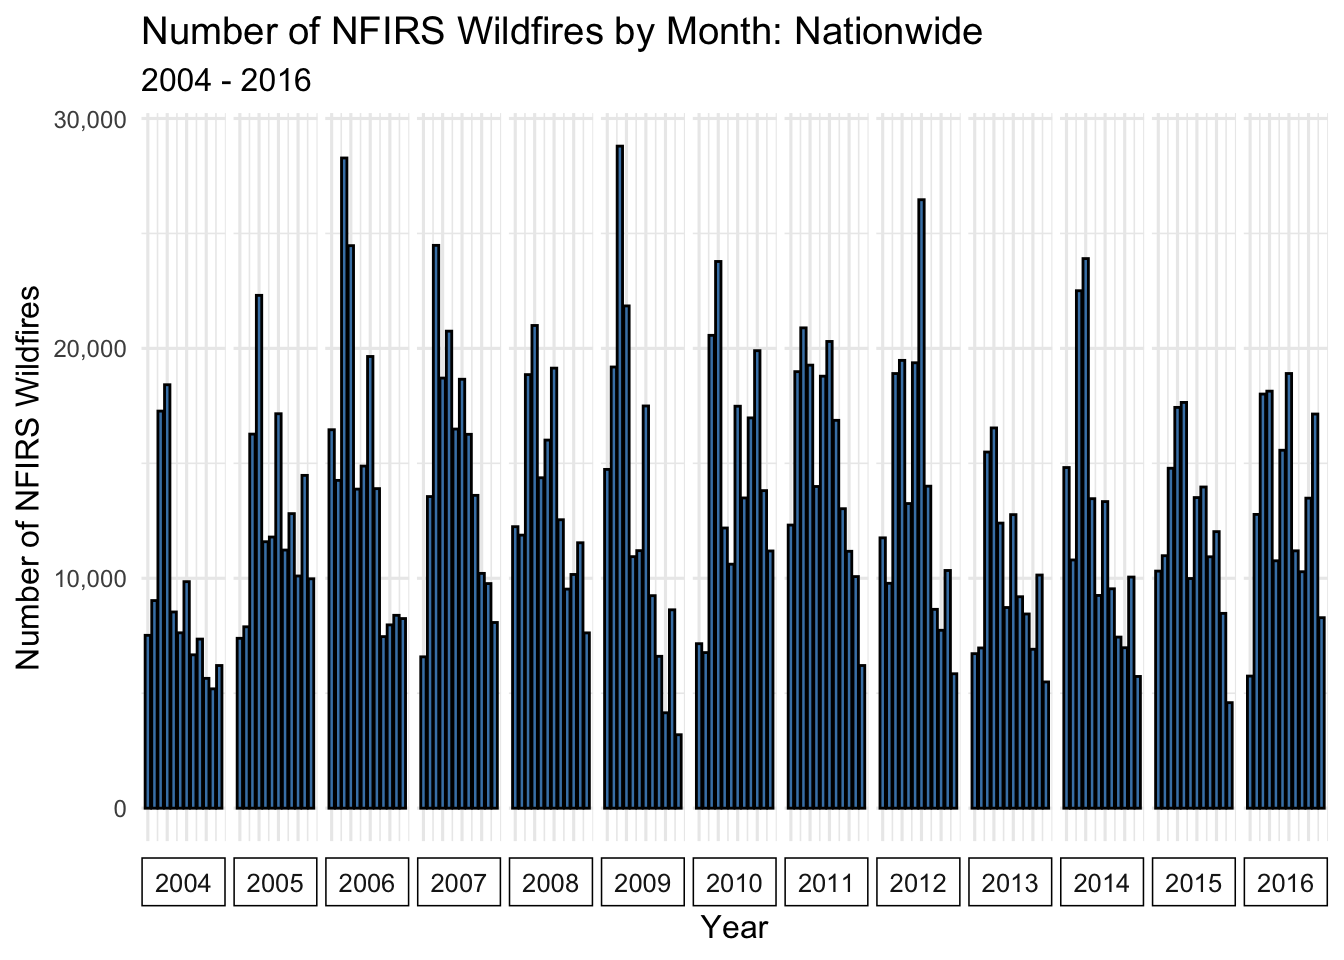 Number of NFIRS Wildfires by Month: Nationwide
2004 - 2016
30,000
20,000
10,000
0
Number of NFIRS Wildfires
2004 2005 2006 2007 2008 2009 2010 2011 2012 2013 2014 2015 2016
Year